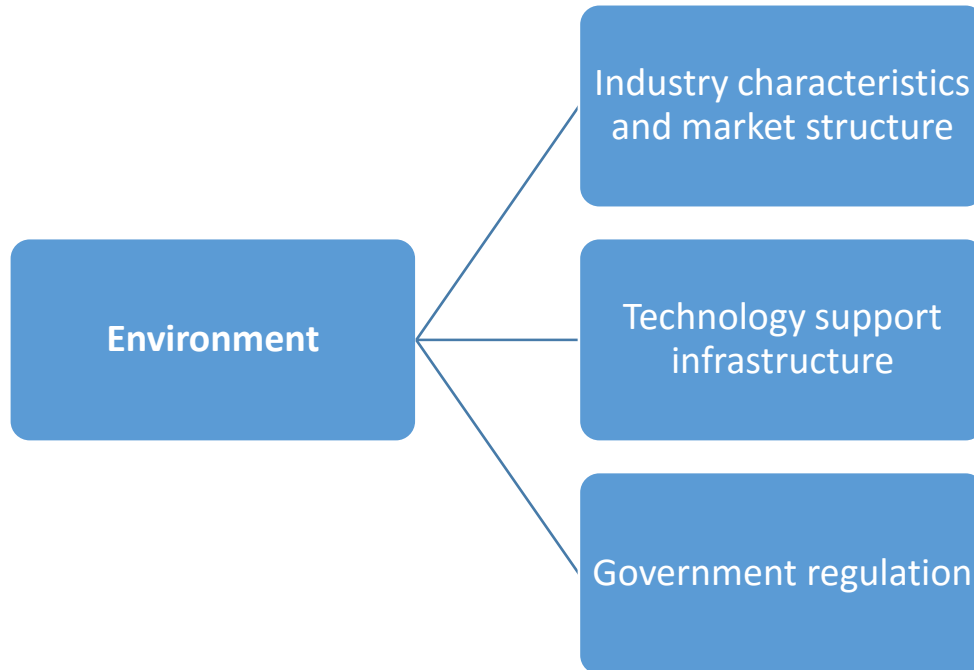 Industry characteristics
and market structure
Environment
Technology support
infrastructure
Government regulation